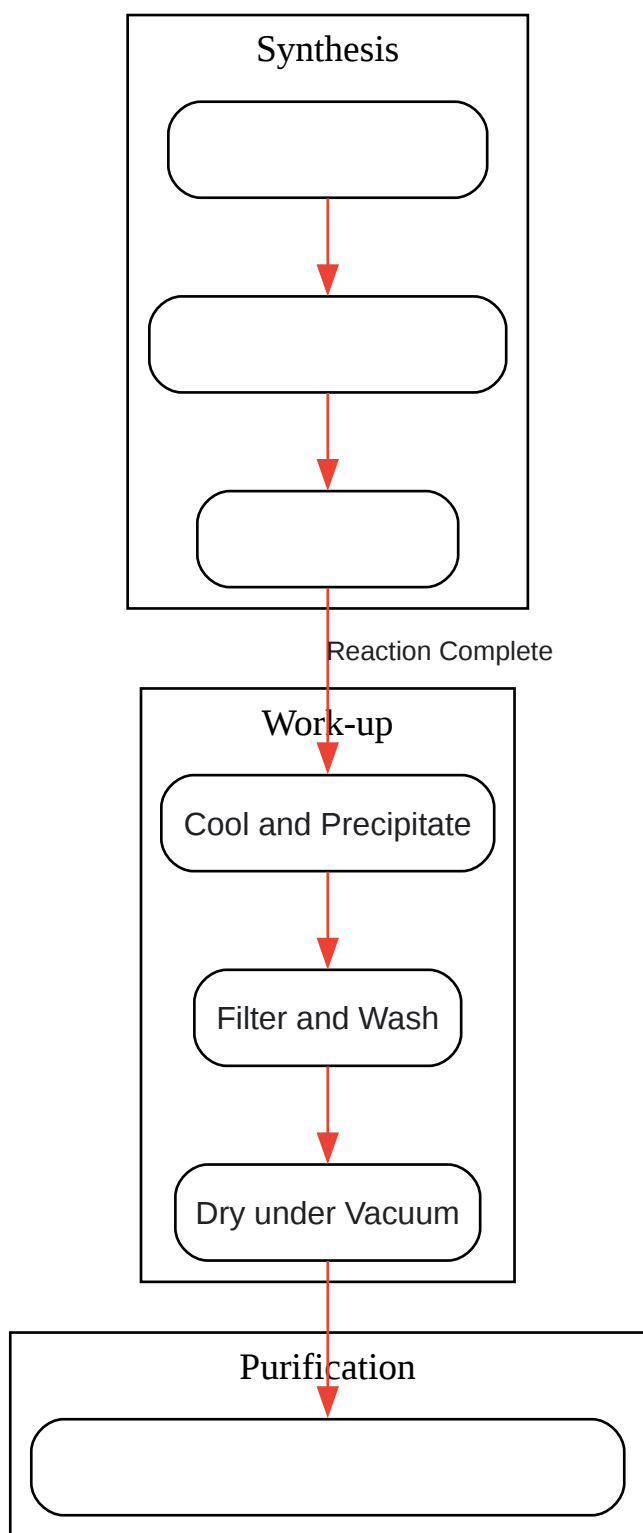 Synthesis
Reaction Complete
Work-up
Cool and Precipitate
Filter and Wash
Dry under Vacuum
Purification